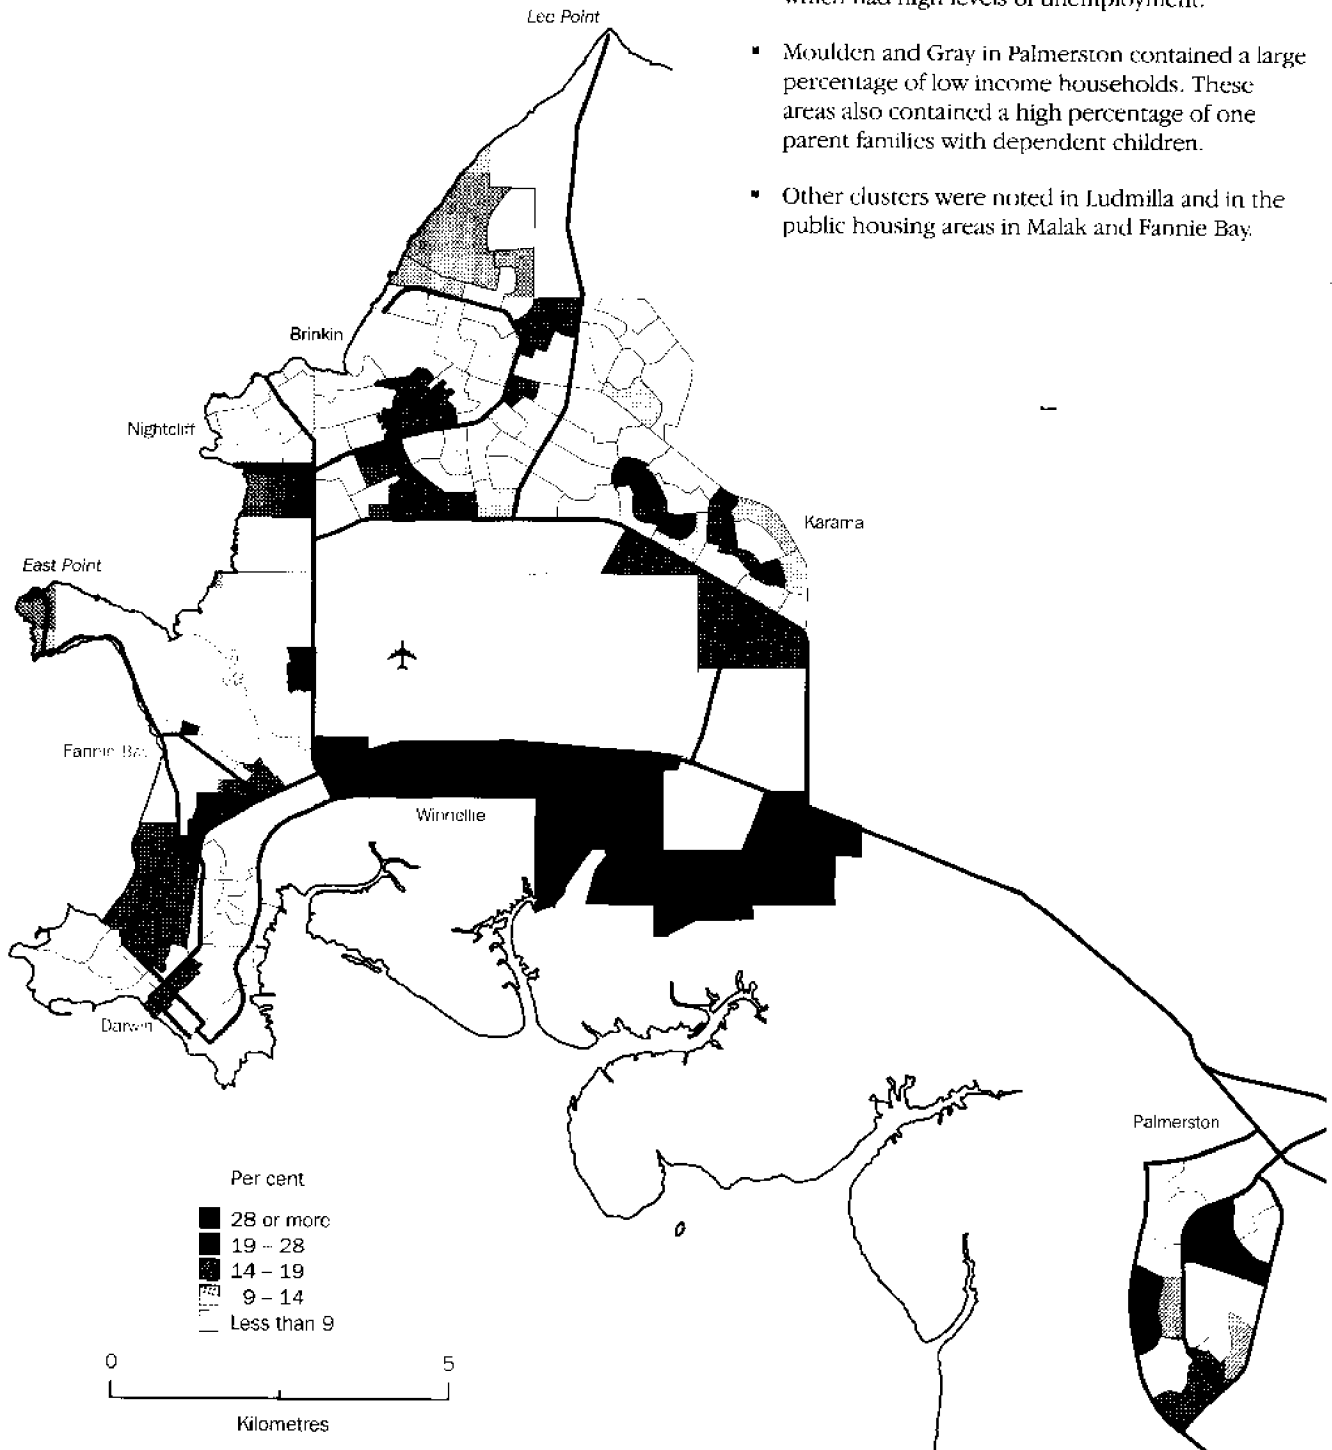 which had high levels of unemployment.
▪ Moulden and Gray in Palmerston contained a large
percentage of low income households. These
areas also contained a high percentage of one
parent families with dependent children.
▪ Other clusters were noted in Ludmilla and in the
public housing areas in Malak and Fannie Bay.
Lee Point
Brinkin
Nightcliff
Karama
East Point
Fannie Bay
Winnellie
Darwin
Palmerston
Per cent
28 or more
19 – 28
14 – 19
9 – 14
Less than 9
0 5
Kilometres